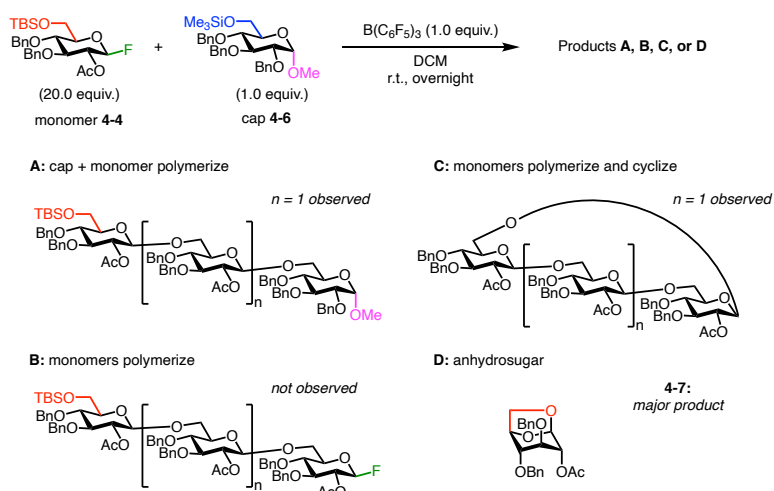 TBSO
BnO
BnO
O
F
AcO
(20.0 equiv.)
monomer 4-4
+
Me3SiO
BnO
BnO
O
BnO
OMe
(1.0 equiv.)
cap 4-6
B(C6F5)3 (1.0 equiv.)
DCM
r.t., overnight
Products A, B, C, or D
A: cap + monomer polymerize
n = 1 observed
TBSO
BnO
BnO
O
AcO
O
BnO
BnO
O
AcO
n
O
BnO
BnO
O
BnO
OMe
C: monomers polymerize and cyclize
n = 1 observed
O
BnO
BnO
O
AcO
O
BnO
BnO
O
AcO
n
O
BnO
BnO
O
AcO
B: monomers polymerize
not observed
TBSO
BnO
BnO
O
AcO
O
BnO
BnO
O
AcO
n
O
BnO
BnO
O
F
AcO
D: anhydrosugar
4-7:
major product
O
BnO
O
OBn
OAc